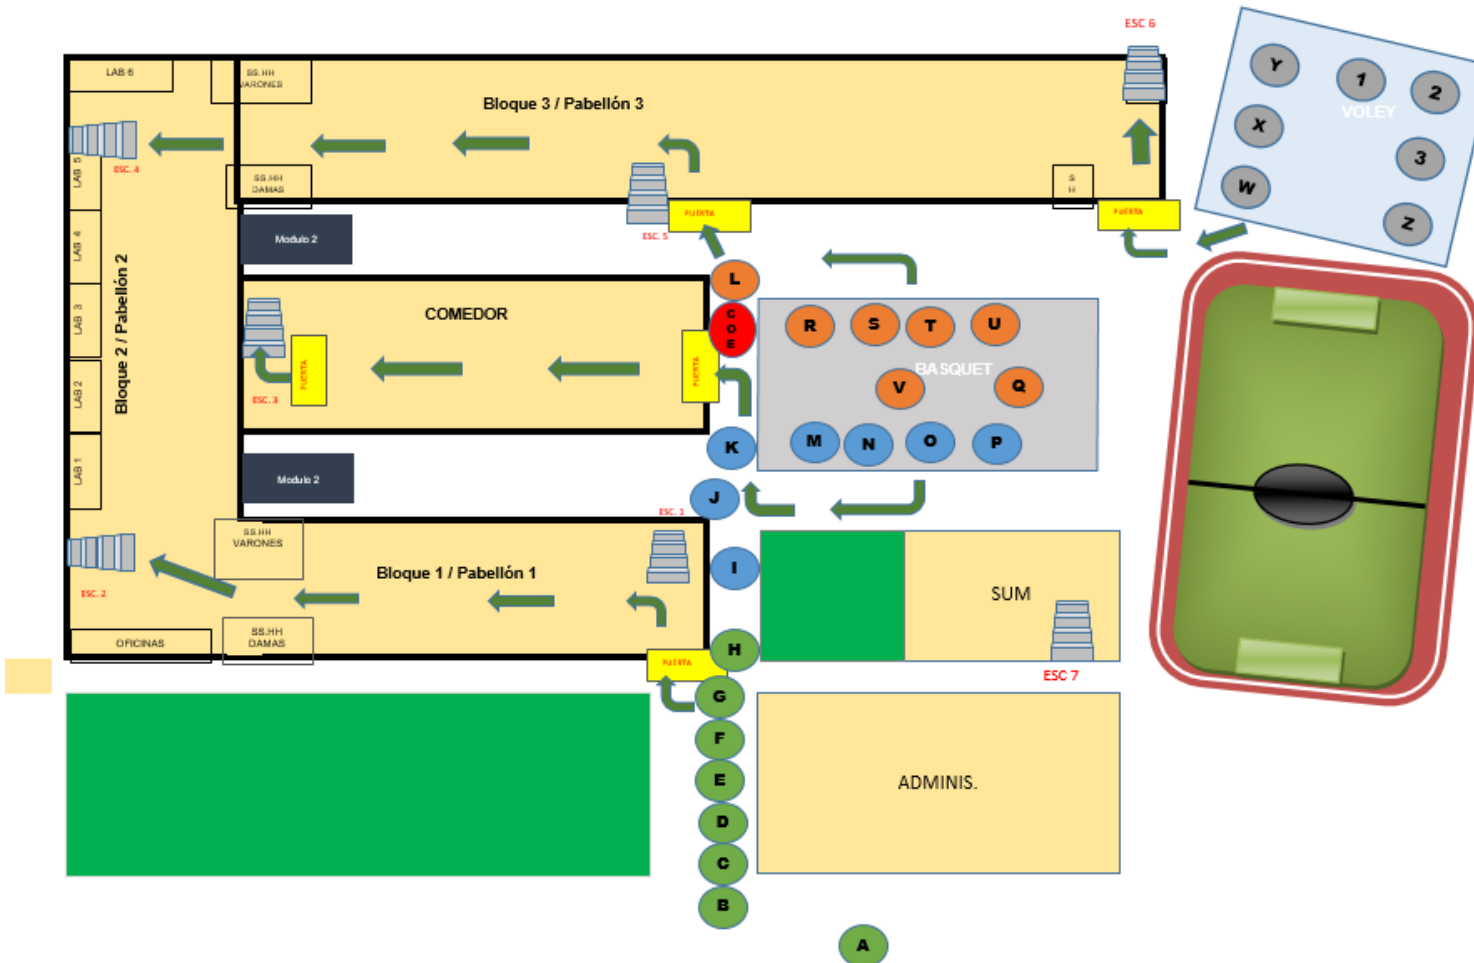 ESC 6
LAB 6
SS.HH
VARONES
Bloque 3 / Pabellón 3
Y
1
2
VOLEY
X
3
W
Z
ESC. 4
LAB 5
SS.HH
DAMAS
S
H
PUERTA
PUERTA
ESC. 5
Modulo 2
LAB 4
L
COMEDOR
C
O
E
R
S
T
U
BASQUET
V
Q
LAB 3
Bloque 2 / Pabellón 2
PUERTA
PUERTA
ESC. 3
LAB 2
K
M
N
O
P
LAB 1
Modulo 2
J
ESC. 1
SS.HH
VARONES
Bloque 1 / Pabellón 1
I
SUM
ESC. 2
OFICINAS
SS.HH
DAMAS
H
PUERTA
ESC 7
G
F
E
ADMINIS.
D
C
B
A